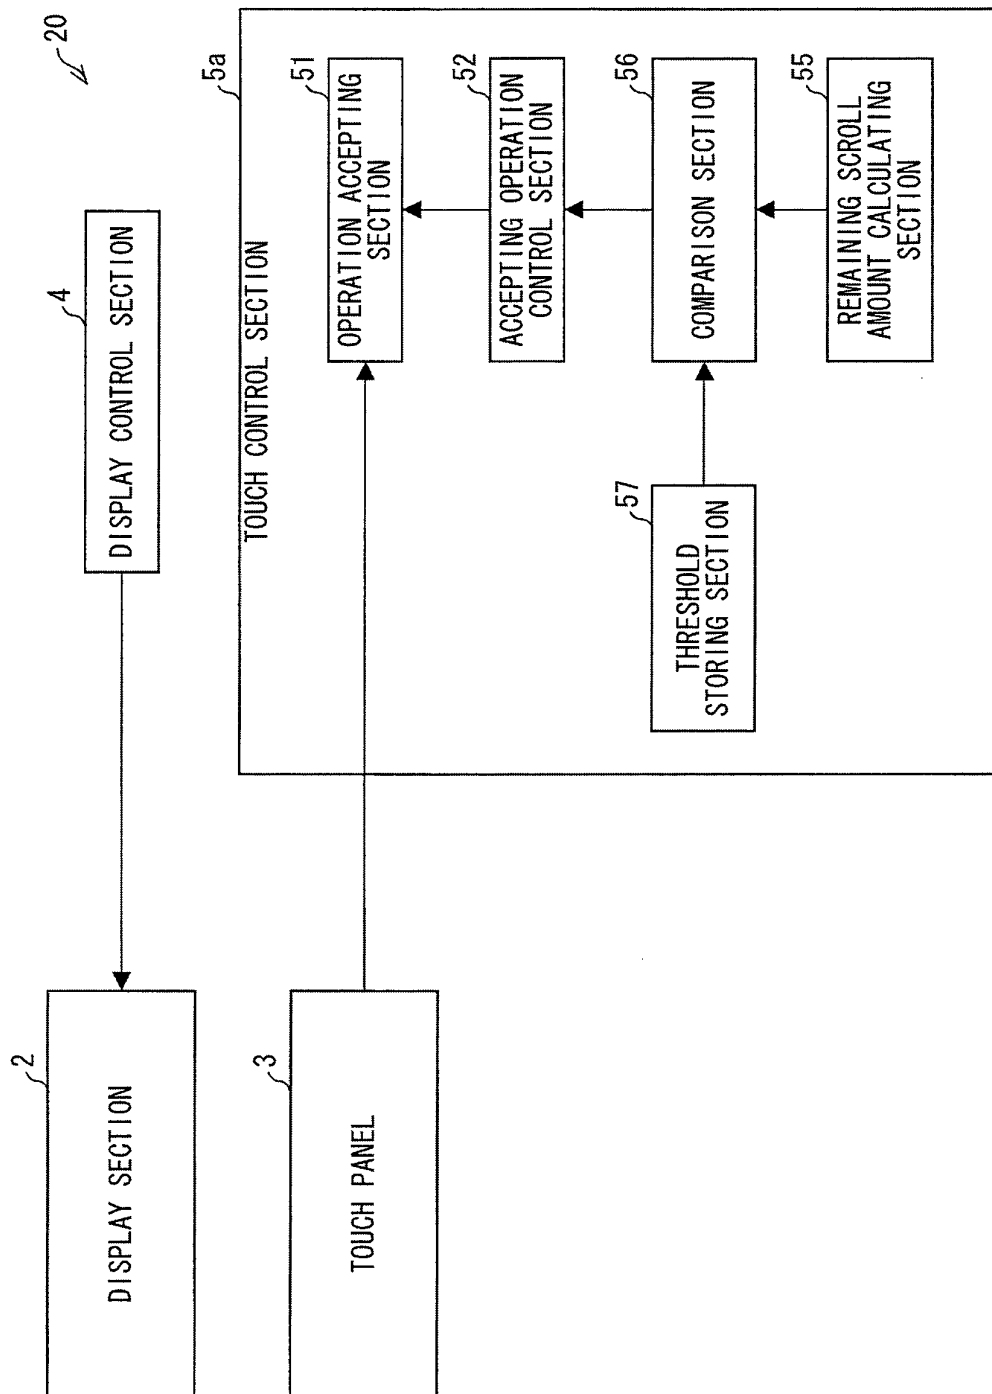 20
2
DISPLAY SECTION
4
DISPLAY CONTROL SECTION
3
TOUCH PANEL
5a
TOUCH CONTROL SECTION
51
OPERATION ACCEPTING
SECTION
52
ACCEPTING OPERATION
CONTROL SECTION
57
THRESHOLD
STORING SECTION
56
COMPARISON SECTION
55
REMAINING SCROLL
AMOUNT CALCULATING
SECTION